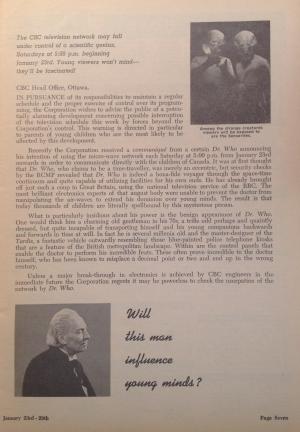 The CBC television network may fall
under control of a scientific genius,
Saturdays at 5:00 p.m. beginning
January 23rd. Young viewers won't mind—
they'll be fascinated!
Among the strange creatures
viewers will be exposed to
are the Sensorites.
CBC Head Office, Ottawa.
IN PURSUANCE of its responsibilities to maintain a regular
schedule and the proper exercise of control over its program-
ming, the Corporation wishes to advise the public of a poten-
tially alarming development concerning possible interruption
of the television schedule this week by forces beyond the
Corporation's control. This warning is directed in particular
to parents of young children who are the most likely to be
affected by this development.
Recently the Corporation received a communiqué from a certain Dr. Who announcing
his intention of using the micro-wave network each Saturday at 5:00 p.m. from January 23rd
onwards in order to communicate directly with the children of Canada. It was at first thought
that Dr. Who, who claims to be a time-traveller, was merely an eccentric, but security checks
by the RCMP revealed that Dr. Who is indeed a bona-fide voyager through the space-time
continuum and quite capable of utilizing facilities for his own ends. He has already brought
off just such a coup in Great Britain, using the national television service of the BBC. The
most brilliant electronics experts of that august body were unable to prevent the doctor from
manipulating the air-waves to extend his dominion over young minds. The result is that
today thousands of children are literally spellbound by this mysterious presence.
What is particularly insidious about his power is the benign appearance of Dr. Who.
One would think him a charming old gentleman in his 70s, a trifle odd perhaps and quaintly
dressed, but quite incapable of transporting himself and his young companions backwards
and forwards in time at will. In fact he is several millenia old and the master-designer of the
Tardis, a fantastic vehicle outwardly resembling those blue-painted police telephone kiosks
that are a feature of the British metropolitan landscape. Within are the control panels that
enable the doctor to perform his incredible feats. These often prove incredible to the doctor
himself, who has been known to misplace a decimal point or two and end up in the wrong
century.
Unless a major break-through in electronics is achieved by CBC engineers in the
immediate future the Corporation regrets it may be powerless to check the usurpation of the
network by Dr. Who.
Will
this man
influence
young minds?
January 23rd - 29th
Page Seven